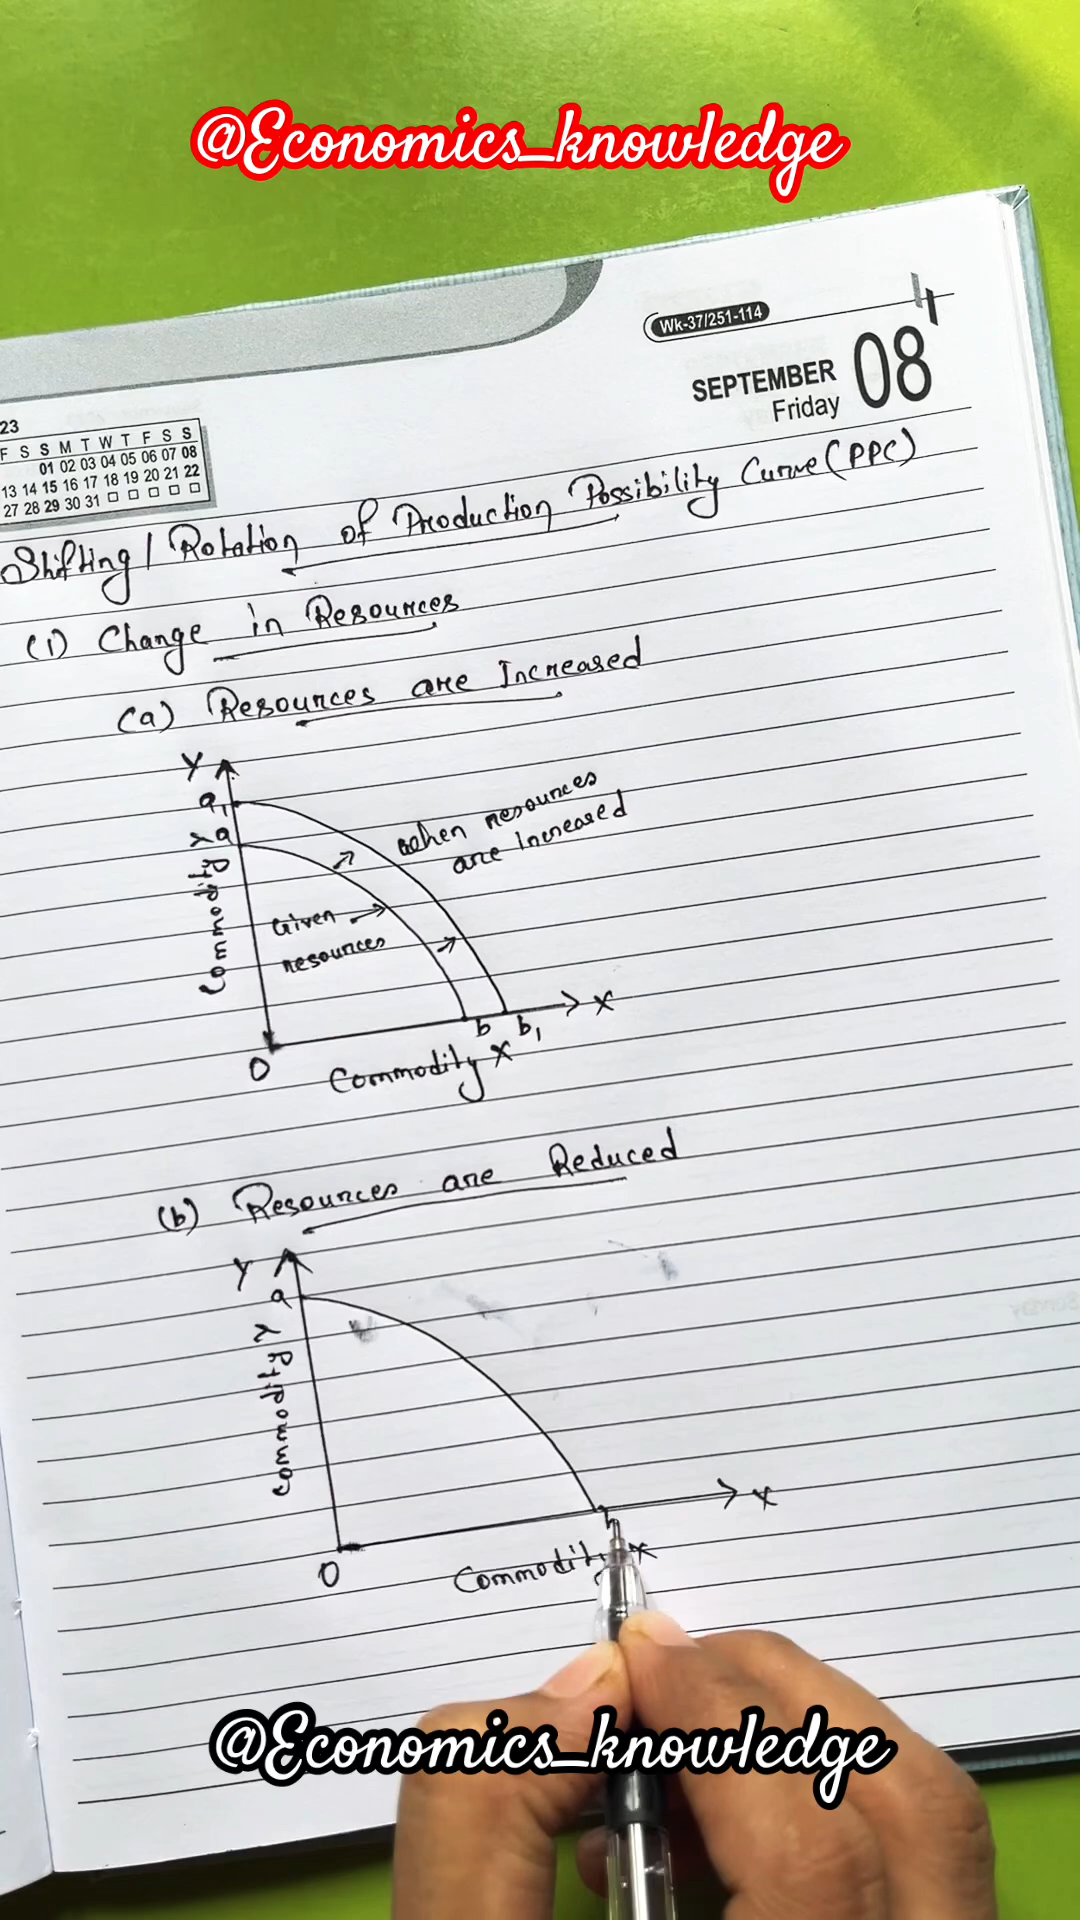 @Economics_knowledge
Wk-37/251-114
SEPTEMBER 08
Friday
23
F S S M T W T F S S
01 02 03 04 05 06 07 08
13 14 15 16 17 18 19 20 21 22
27 28 29 30 31
Shifting / Rotation of Production Possibility Curve (PPC)
(1) Change in Resources
(a) Resources are Increased
Y
a1
a
Commodity Y
when resources
are increased
Given
resources
X
b b1
O
Commodity X
(b) Resources are Reduced
Y
a
Commodity Y
X
O
Commodity X
@Economics_knowledge